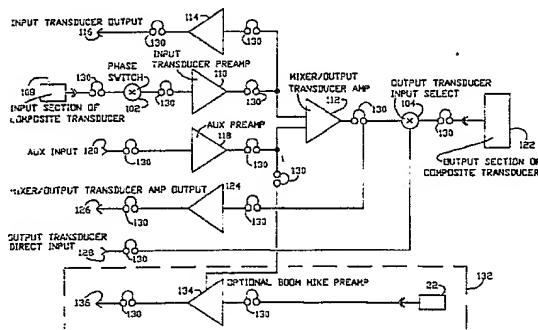 INPUT TRANSDUCER OUTPUT
116
130
114
130
INPUT
TRANSDUCER PREAMP
PHASE
SWITCH
110
108
130
102
130
130
INPUT SECTION OF
COMPOSITE TRANSDUCER
MIXER/OUTPUT
TRANSDUCER AMP
112
130
OUTPUT TRANSDUCER
INPUT SELECT
104
130
122
OUTPUT SECTION OF
COMPOSITE TRANSDUCER
AUX PREAMP
118
AUX INPUT 120
130
130
130
MIXER/OUTPUT TRANSDUCER AMP OUTPUT
124
126
130
130
OUTPUT TRANSDUCER
DIRECT INPUT
128
130
132
134
OPTIONAL BOOM MIKE PREAMP
22
136
130
130